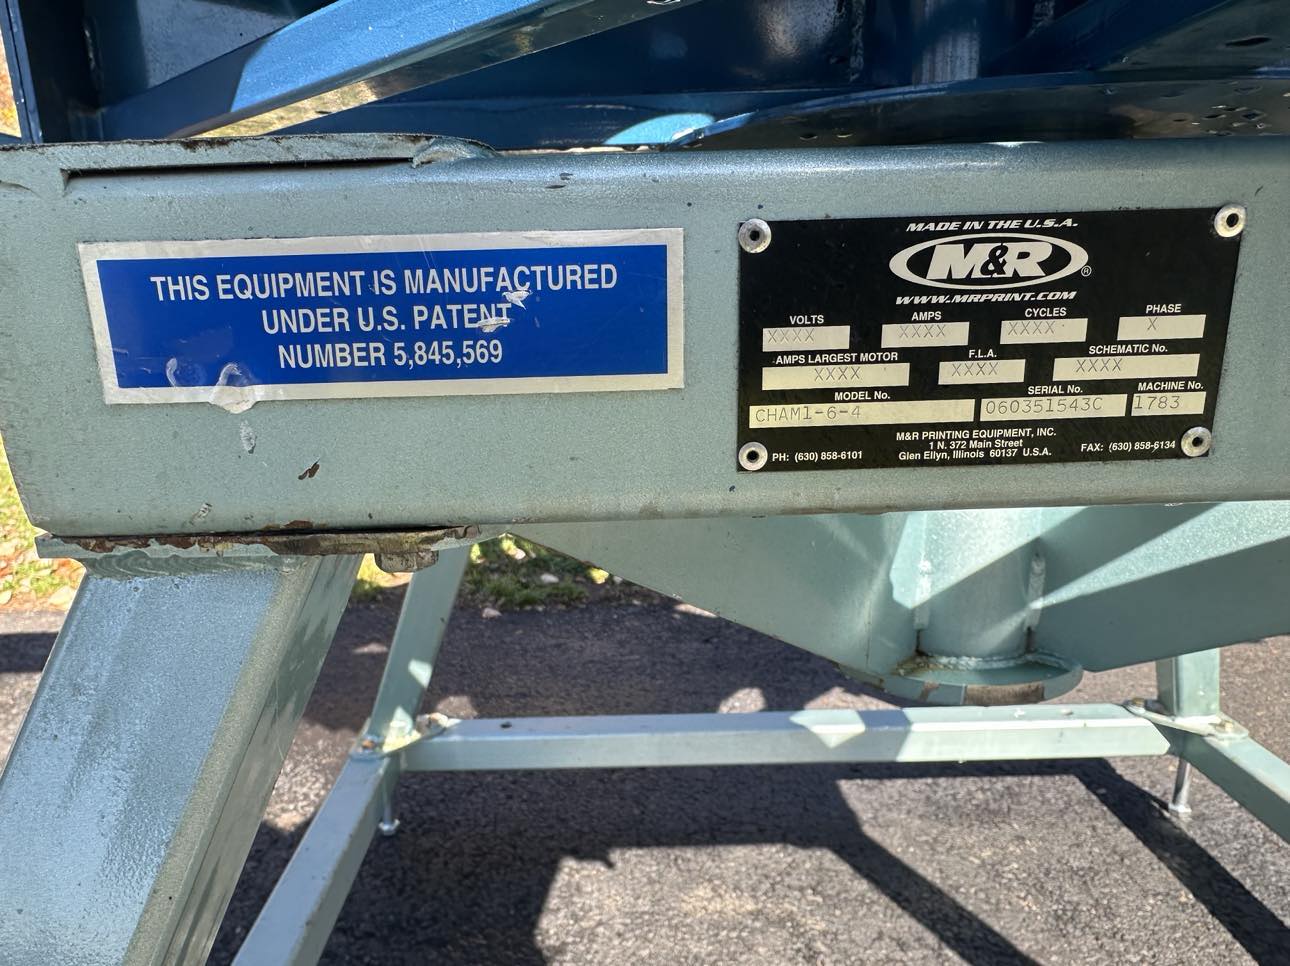 THIS EQUIPMENT IS MANUFACTURED
UNDER U.S. PATENT
NUMBER 5,845,569
MADE IN THE U.S.A.
M&R®
WWW.MRPRINT.COM
VOLTS AMPS CYCLES PHASE
XXXX XXXX XXXX X
AMPS LARGEST MOTOR F.L.A. SCHEMATIC No.
XXXX XXXX XXXX
MODEL No. SERIAL No. MACHINE No.
CHAM1-6-4 060351543C 1783
M&R PRINTING EQUIPMENT, INC.
1 N. 372 Main Street
PH: (630) 858-6101 Glen Ellyn, Illinois 60137 U.S.A. FAX: (630) 858-6134